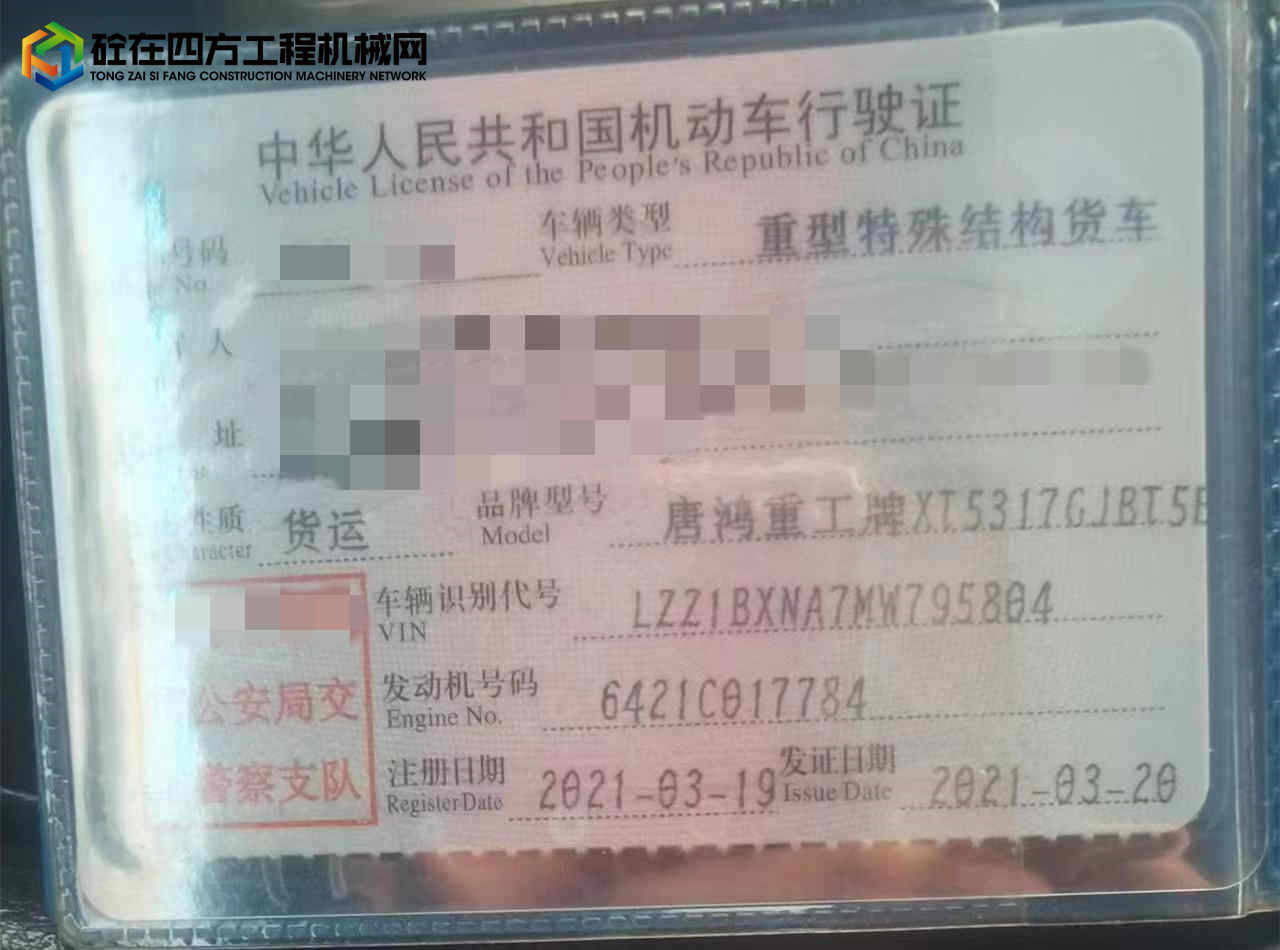 砼在四方工程机械网
TONG ZAI SI FANG CONSTRUCTION MACHINERY NETWORK
中华人民共和国机动车行驶证
Vehicle License of the People's Republic of China
号码
No.
车辆类型
Vehicle Type
重型特殊结构货车
人
址
性质
aracter
货运
品牌型号
Model
唐鸿重工牌XT5317GJBT5E
车辆识别代号
VIN
LZZ1BXNA7MW795804
公安局交
警察支队
发动机号码
Engine No.
6421C017784
注册日期
Register Date
2021-03-19
发证日期
Issue Date
2021-03-20